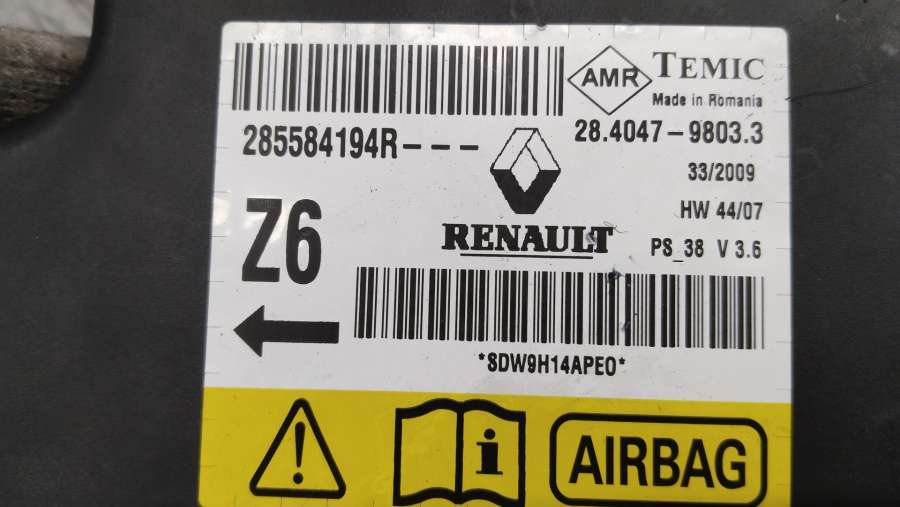 AMR TEMIC
Made in Romania
285584194R---
28.4047-9803.3
33/2009
HW 44/07
Z6
RENAULT
PS_38 V 3.6
*SDW9H14APEO*
AIRBAG